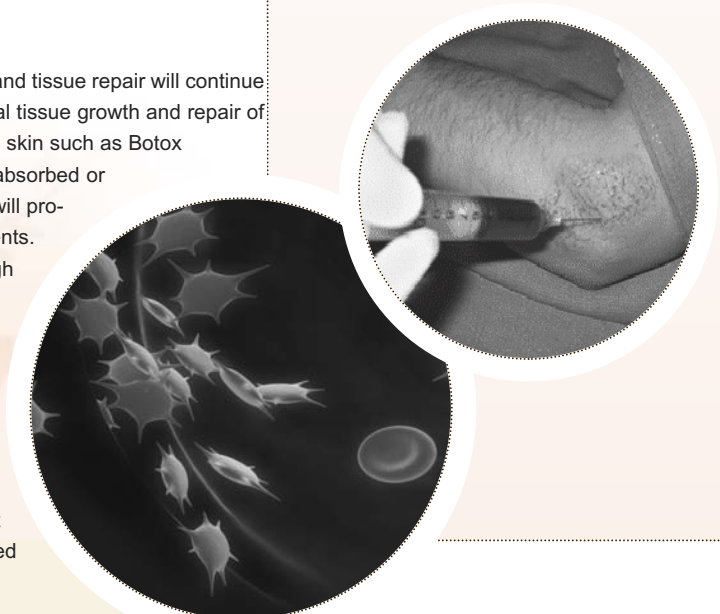 and tissue repair will continue
al tissue growth and repair of
skin such as Botox
absorbed or
will pro-
ents.
gh
ed